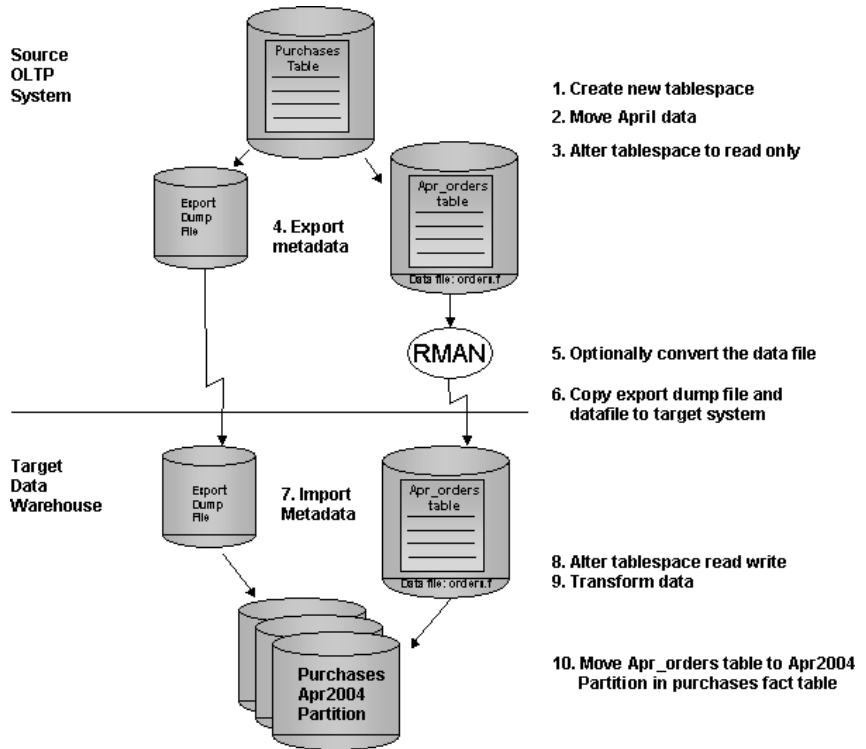 Source
OLTP
System
Purchases
Table
1. Create new tablespace
2. Move April data
3. Alter tablespace to read only
Export
Dump
File
4. Export
metadata
Apr_orders
table
Data file: orders.f
RMAN
5. Optionally convert the data file
6. Copy export dump file and
datafile to target system
Target
Data
Warehouse
Export
Dump
File
7. Import
Metadata
Apr_orders
table
Data file: orders.f
8. Alter tablespace read write
9. Transform data
Purchases
Apr2004
Partition
10. Move Apr_orders table to Apr2004
Partition in purchases fact table